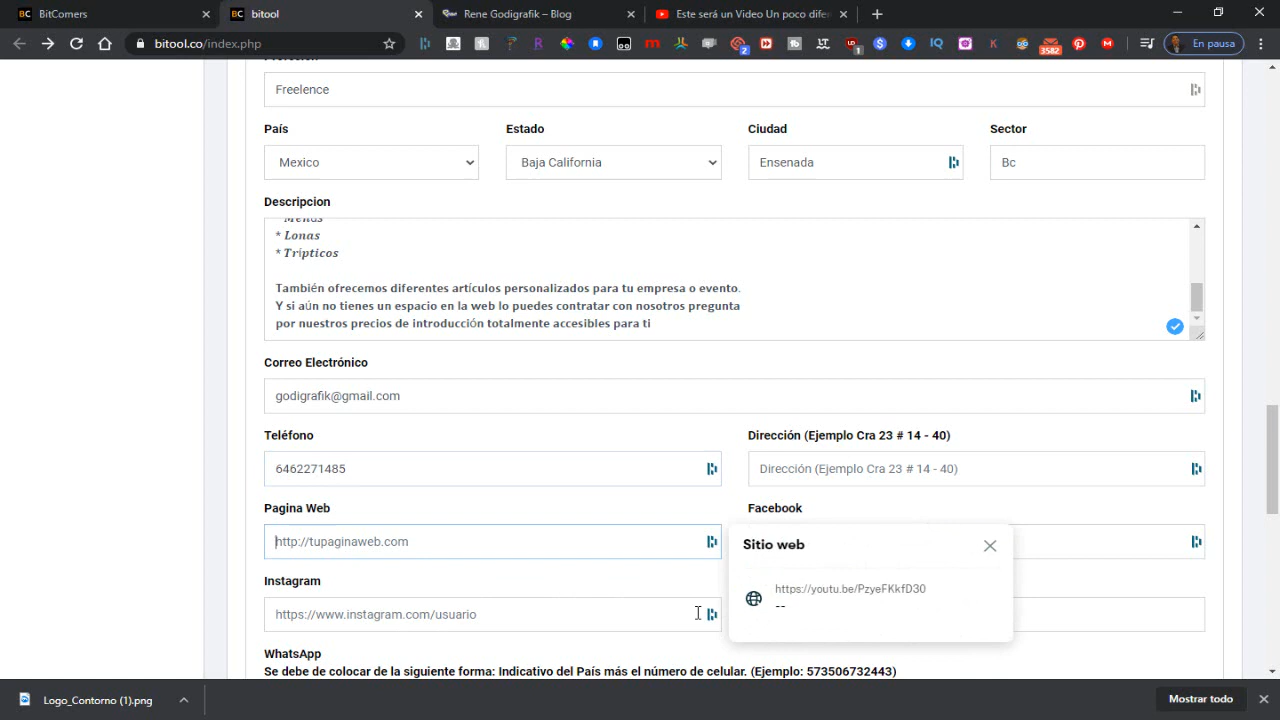 BitComers
bitool
Rene Godigrafik – Blog
Este será un Video Un poco difer
bitool.co/index.php
2
1
IQ
K
3582
En pausa
Freelence
País
Estado
Ciudad
Sector
Mexico
Baja California
Ensenada
Bc
Descripcion
* Lonas
* Trípticos
También ofrecemos diferentes artículos personalizados para tu empresa o evento.
Y si aún no tienes un espacio en la web lo puedes contratar con nosotros pregunta
por nuestros precios de introducción totalmente accesibles para ti
Correo Electrónico
godigrafik@gmail.com
Teléfono
Dirección (Ejemplo Cra 23 # 14 - 40)
6462271485
Dirección (Ejemplo Cra 23 # 14 - 40)
Pagina Web
Facebook
http://tupaginaweb.com
Sitio web
https://youtu.be/PzyeFKkfD30
--
Instagram
https://www.instagram.com/usuario
WhatsApp
Se debe de colocar de la siguiente forma: Indicativo del País más el número de celular. (Ejemplo: 573506732443)
Logo_Contorno (1).png
Mostrar todo